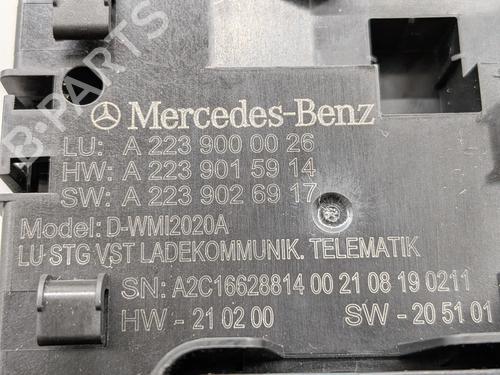 Mercedes-Benz
LU: A 223 900 00 26
HW: A 223 901 59 14
SW: A 223 902 69 17
Model: D-WMI2020A
LU STG VST LADEKOMMUNIK. TELEMATIK
SN: A2C16628814 00 21 08 19 0211
HW - 21 02 00 SW - 20 51 01
B-PARTS